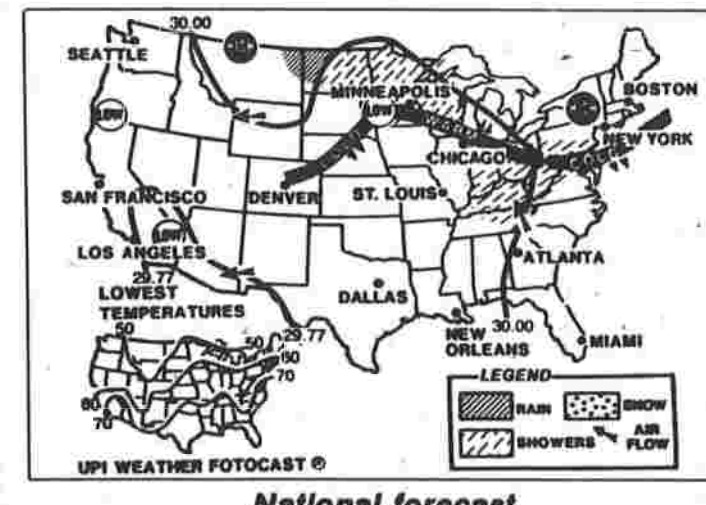 30.00
SEATTLE
LOW
MINNEAPOLIS
LOW
BOSTON
NEW YORK
CHICAGO
SAN FRANCISCO
DENVER
ST. LOUIS
LOW
LOS ANGELES
29.77
ATLANTA
LOWEST
TEMPERATURES
DALLAS
29.77
NEW
ORLEANS
30.00
MIAMI
50
50
60
70
60
70
LEGEND
RAIN
SNOW
SHOWERS
AIR
FLOW
UPI WEATHER FOTOCAST ®
National forecast